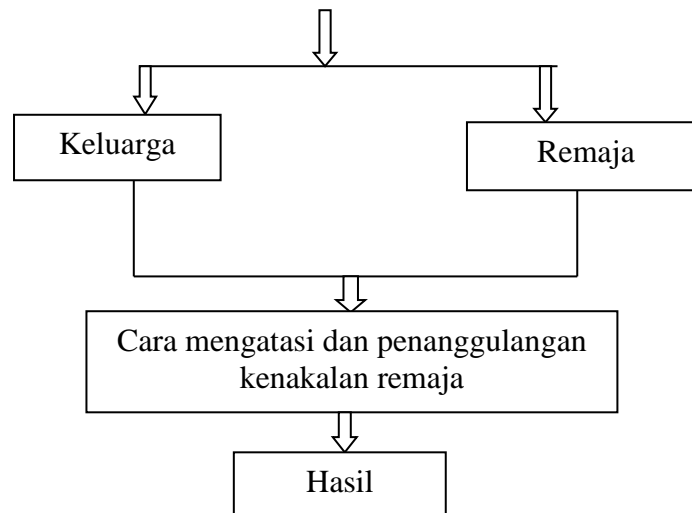 Keluarga
Remaja
Cara mengatasi dan penanggulangan
kenakalan remaja
Hasil